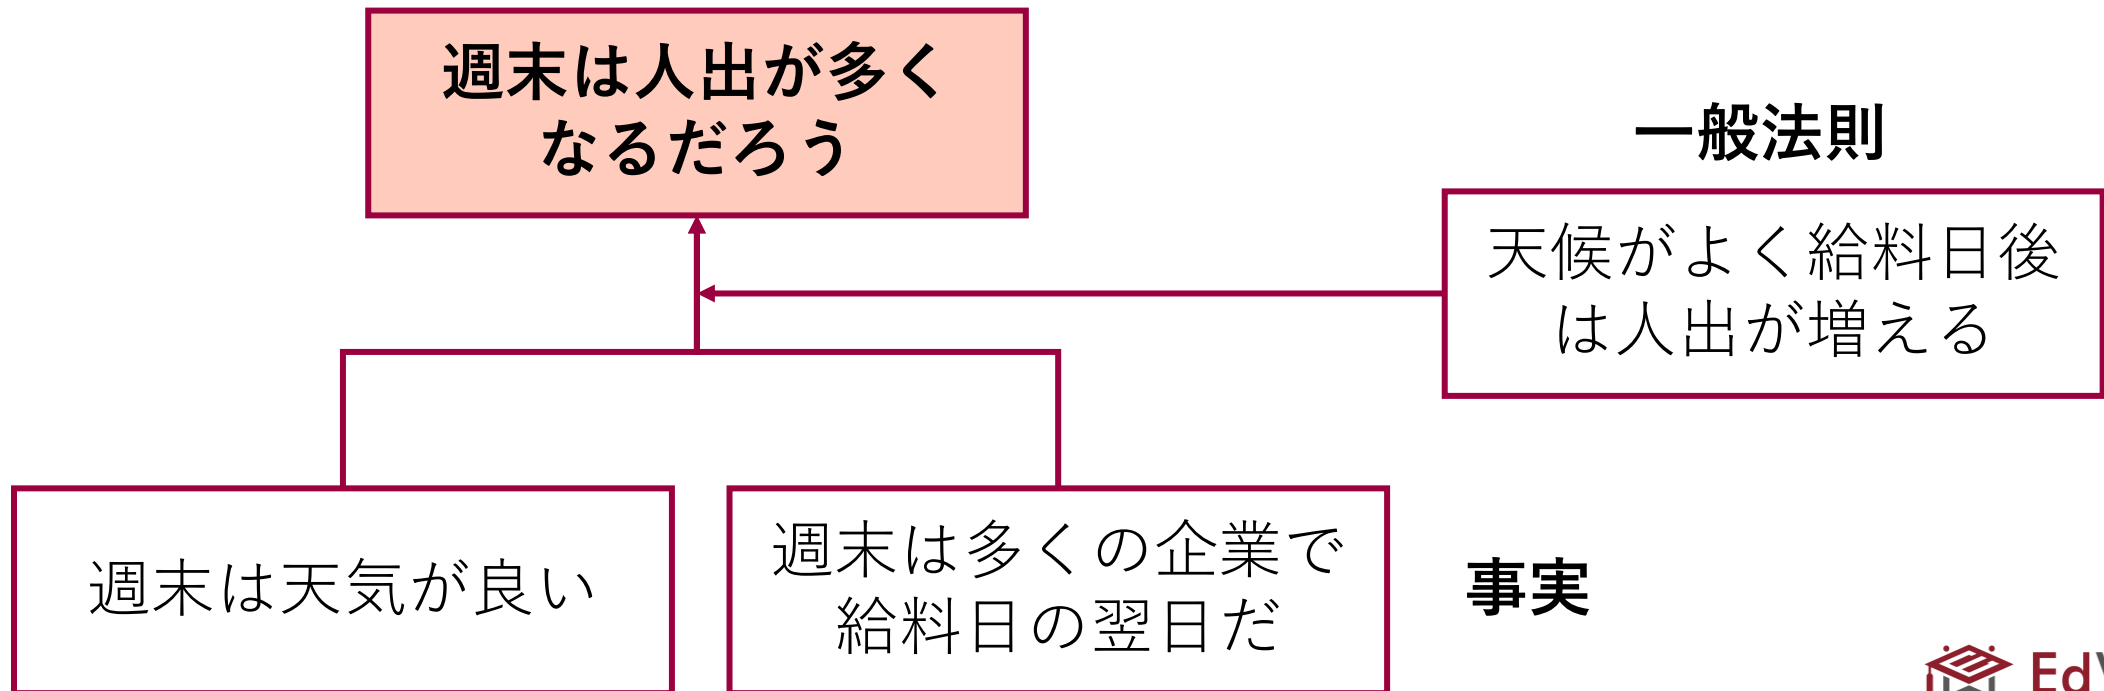 週末は人出が多く
なるだろう
一般法則
天候がよく給料日後
は人出が増える
週末は天気が良い
週末は多くの企業で
給料日の翌日だ
事実
Ed